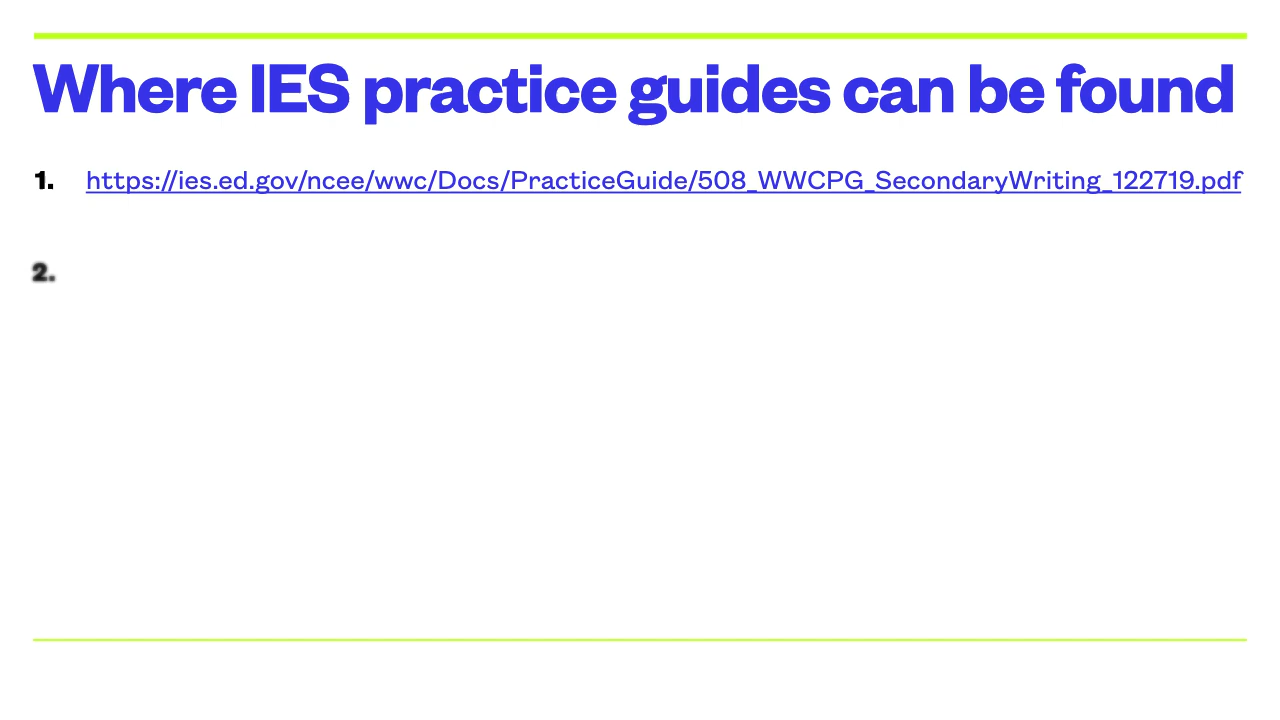 Where IES practice guides can be found
1. https://ies.ed.gov/ncee/wwc/Docs/PracticeGuide/508_WWCPG_SecondaryWriting_122719.pdf
2.